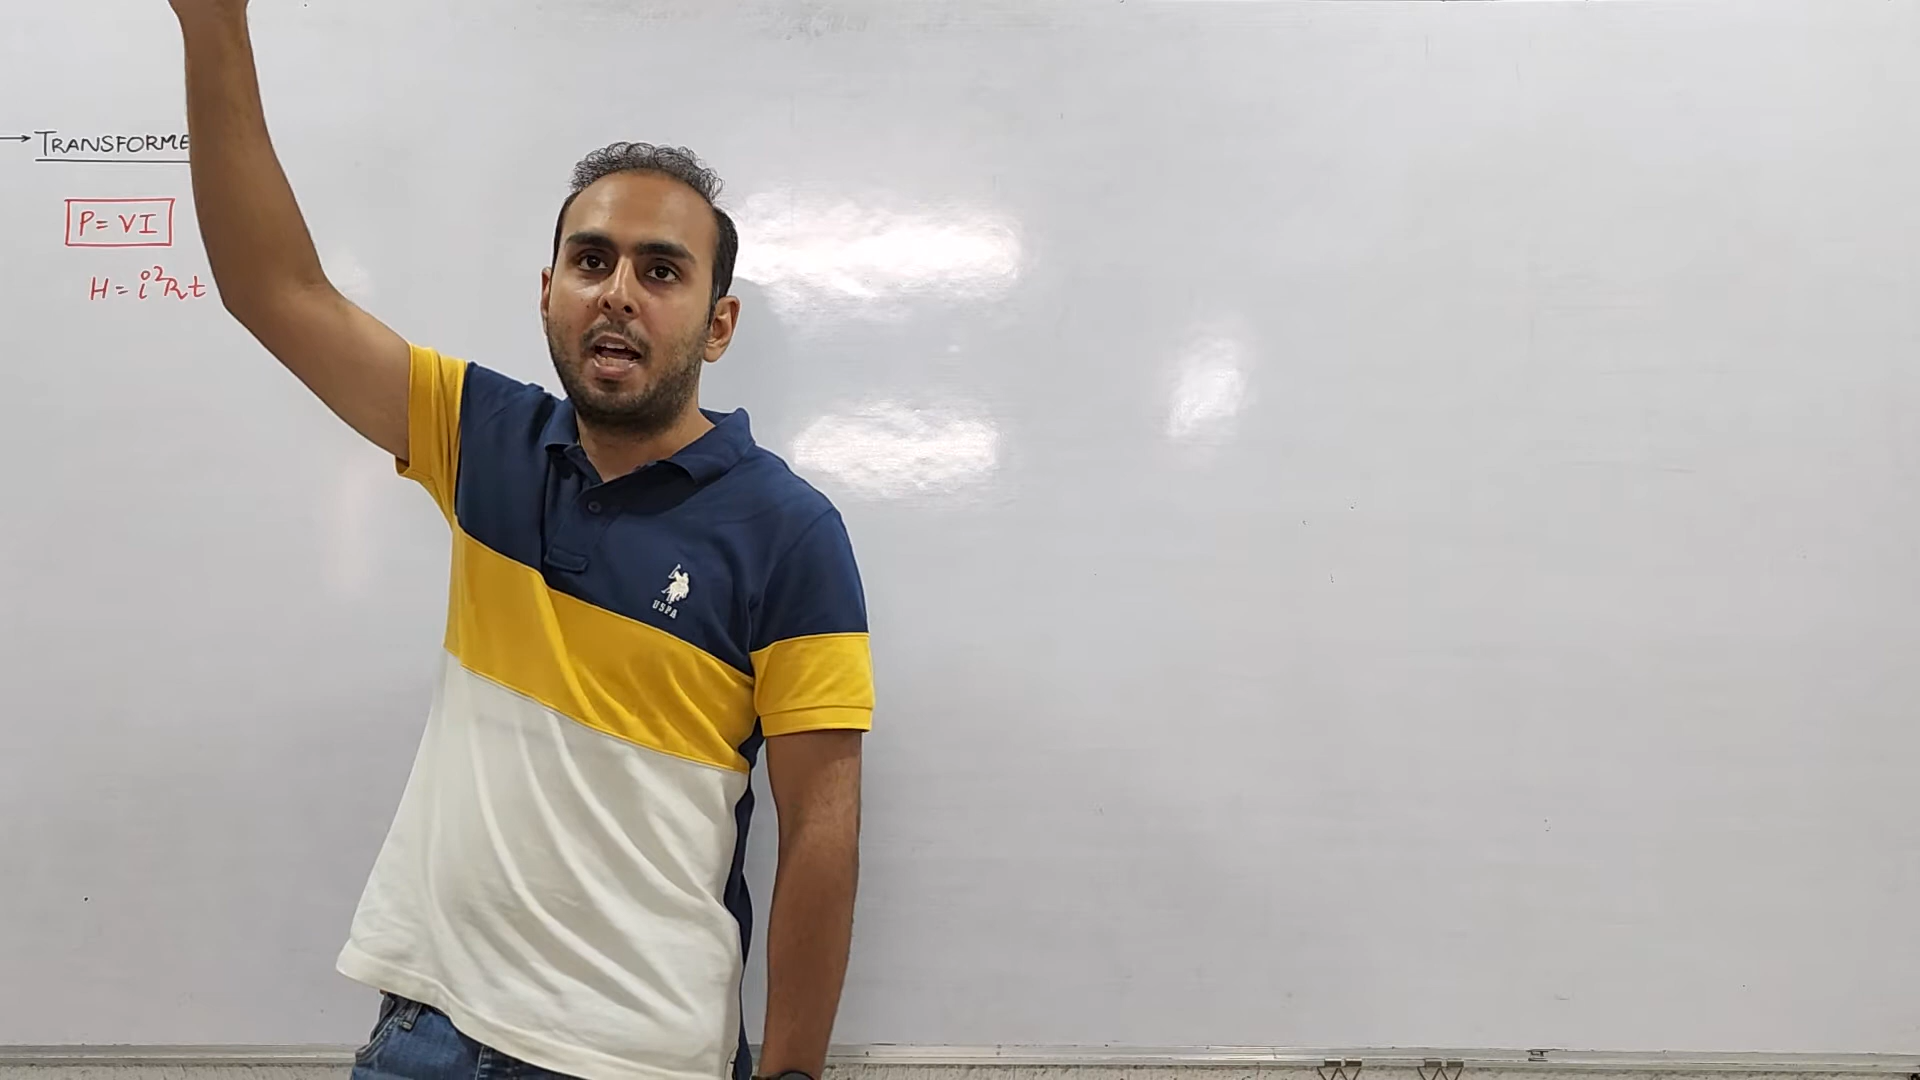 → TRANSFORME
P = VI
H = i²Rt
USPA